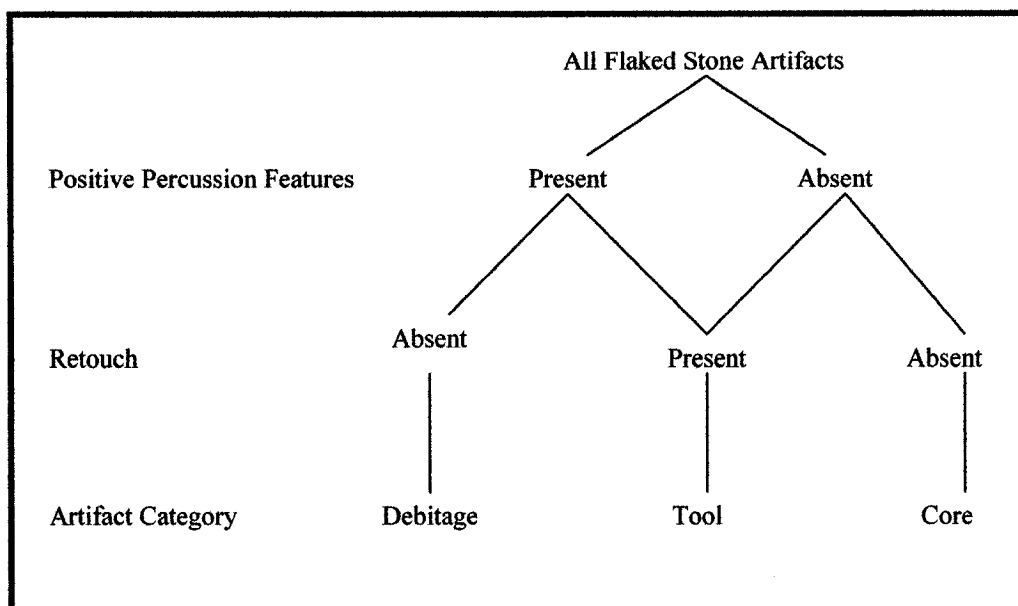 All Flaked Stone Artifacts
Positive Percussion Features Present Absent
Absent
Retouch Present Absent
Artifact Category Debitage Tool Core